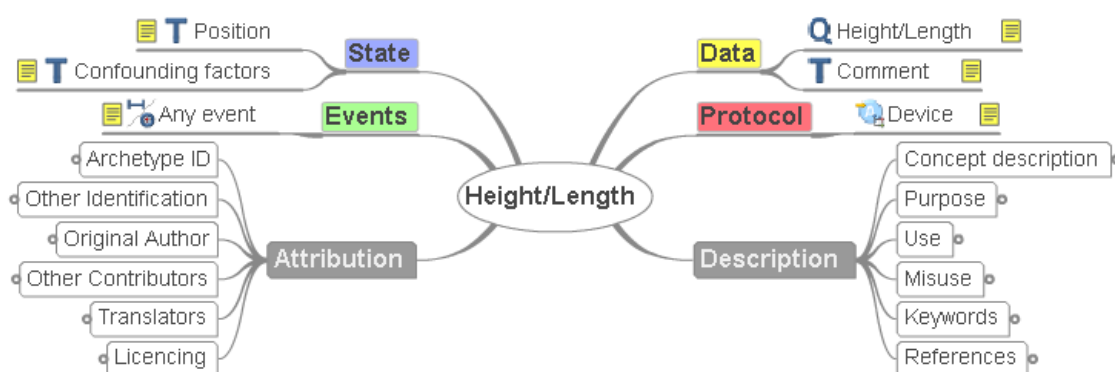 Position
State
Confounding factors
Any event
Events
Archetype ID
Other Identification
Original Author
Attribution
Other Contributors
Translators
Licencing
Height/Length
Data
Q Height/Length
T Comment
Protocol
Device
Concept description
Purpose
Use
Description
Misuse
Keywords
References